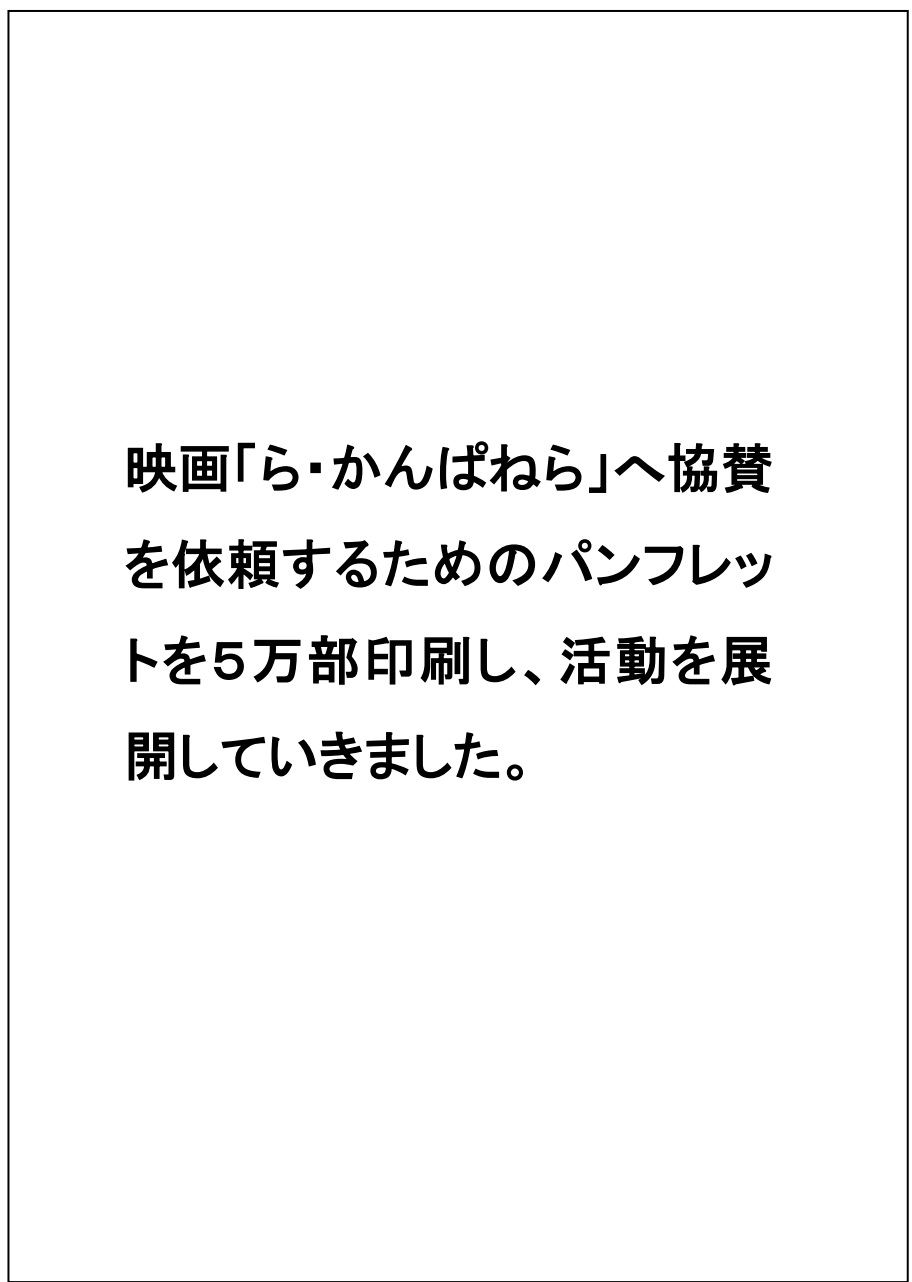 映画「ら・かんぱねら」へ協賛
を依頼するためのパンフレッ
トを５万部印刷し、活動を展
開していきました。